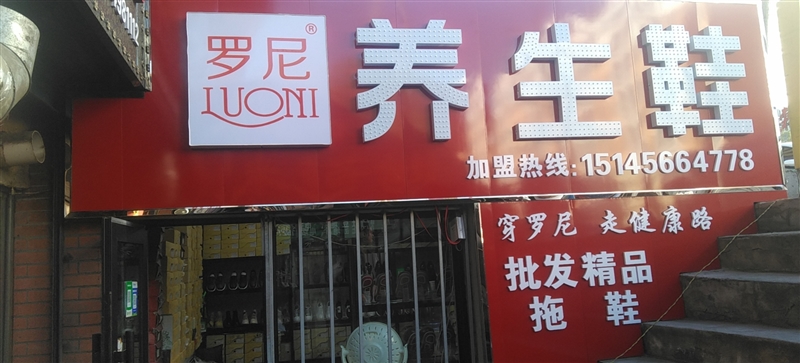 罗尼®
LUONI
养生鞋
加盟热线:15145664778
穿罗尼 走健康路
批发精品
拖鞋